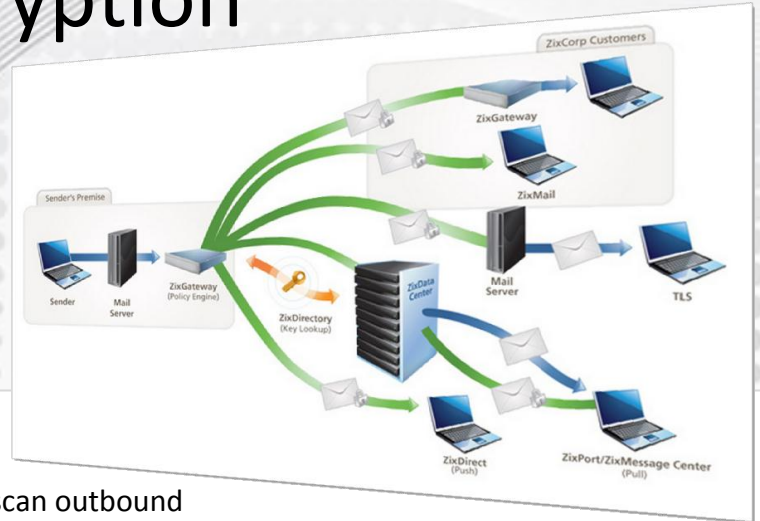 yption
ZixCorp Customers
ZixGateway
ZixMail
Sender's Premise
Sender
Mail
Server
ZixGateway
(Policy Engine)
ZixDirectory
(Key Lookup)
ZixData
Center
Mail
Server
TLS
ZixDirect
(Push)
ZixPort/ZixMessage Center
(Pull)
scan outbound